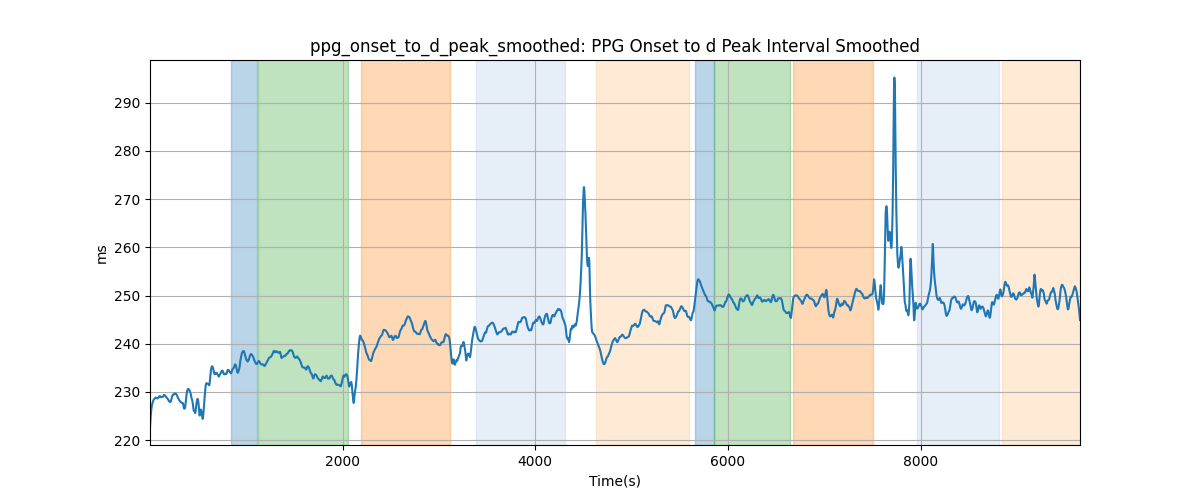 ppg_onset_to_d_peak_smoothed: PPG Onset to d Peak Interval Smoothed
290
280
270
260
250
240
230
220
ms
2000 4000 6000 8000
Time(s)